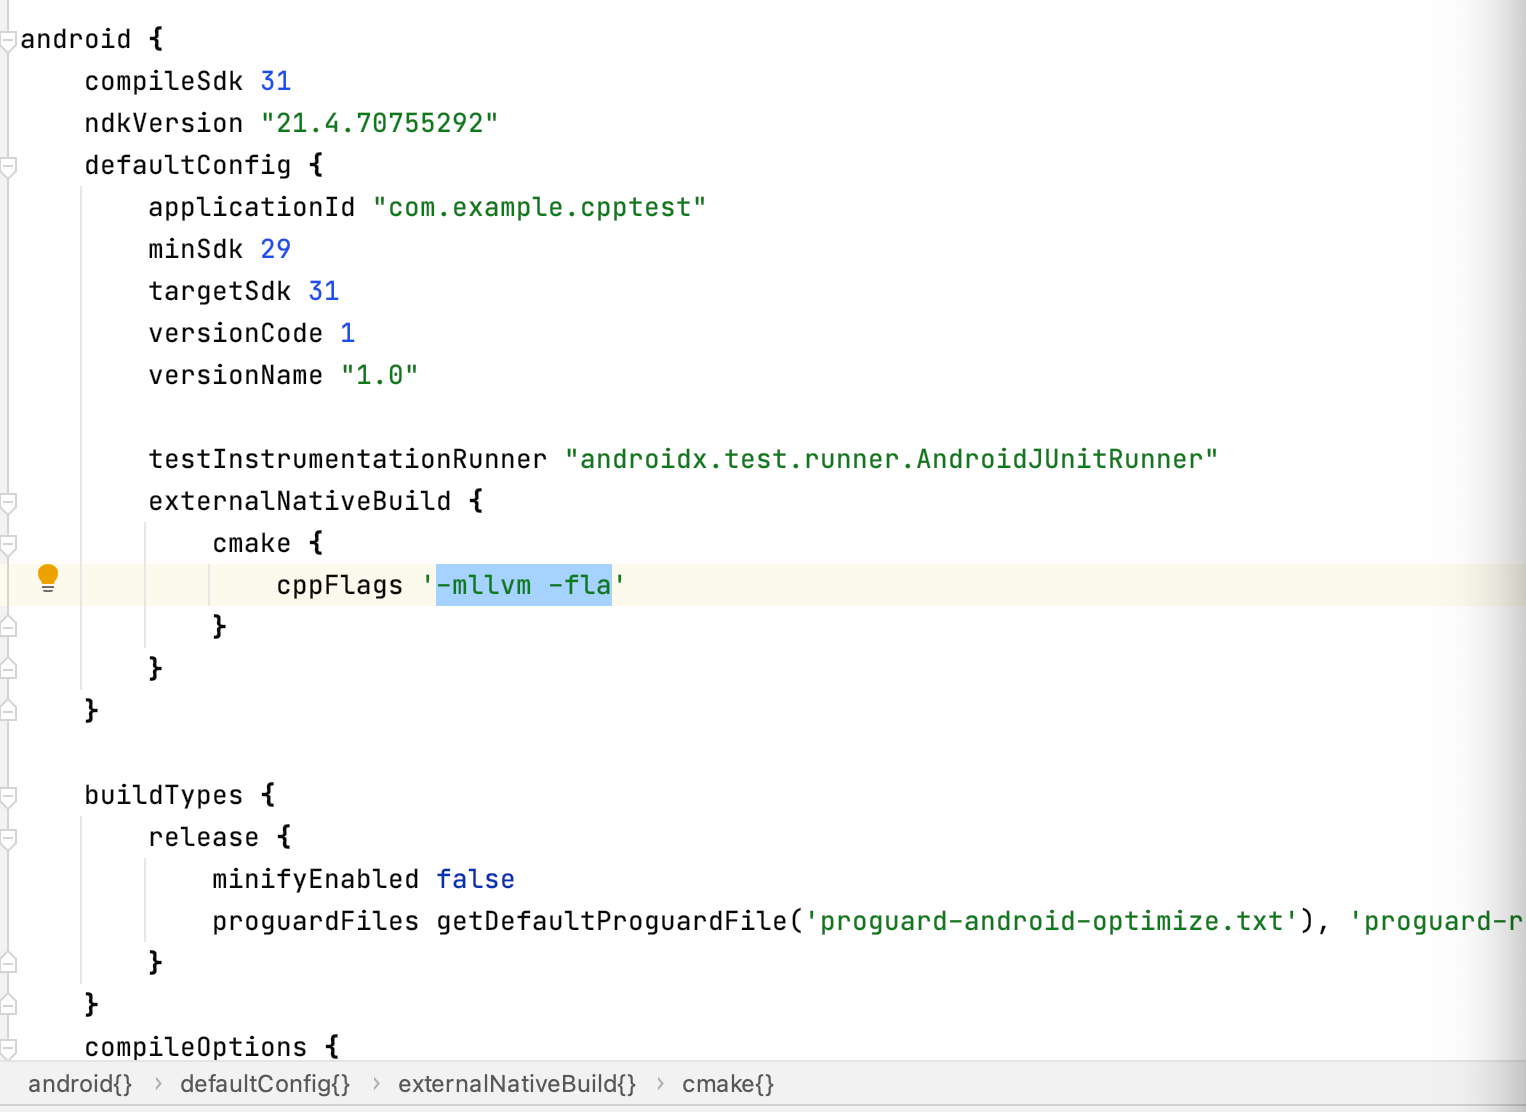 android {
compileSdk 31
ndkVersion "21.4.70755292"
defaultConfig {
applicationId "com.example.cpptest"
minSdk 29
targetSdk 31
versionCode 1
versionName "1.0"
testInstrumentationRunner "androidx.test.runner.AndroidJUnitRunner"
externalNativeBuild {
cmake {
cppFlags '-mllvm -fla'
}
}
}
buildTypes {
release {
minifyEnabled false
proguardFiles getDefaultProguardFile('proguard-android-optimize.txt'), 'proguard-r
}
}
compileOptions {
android{} › defaultConfig{} › externalNativeBuild{} › cmake{}